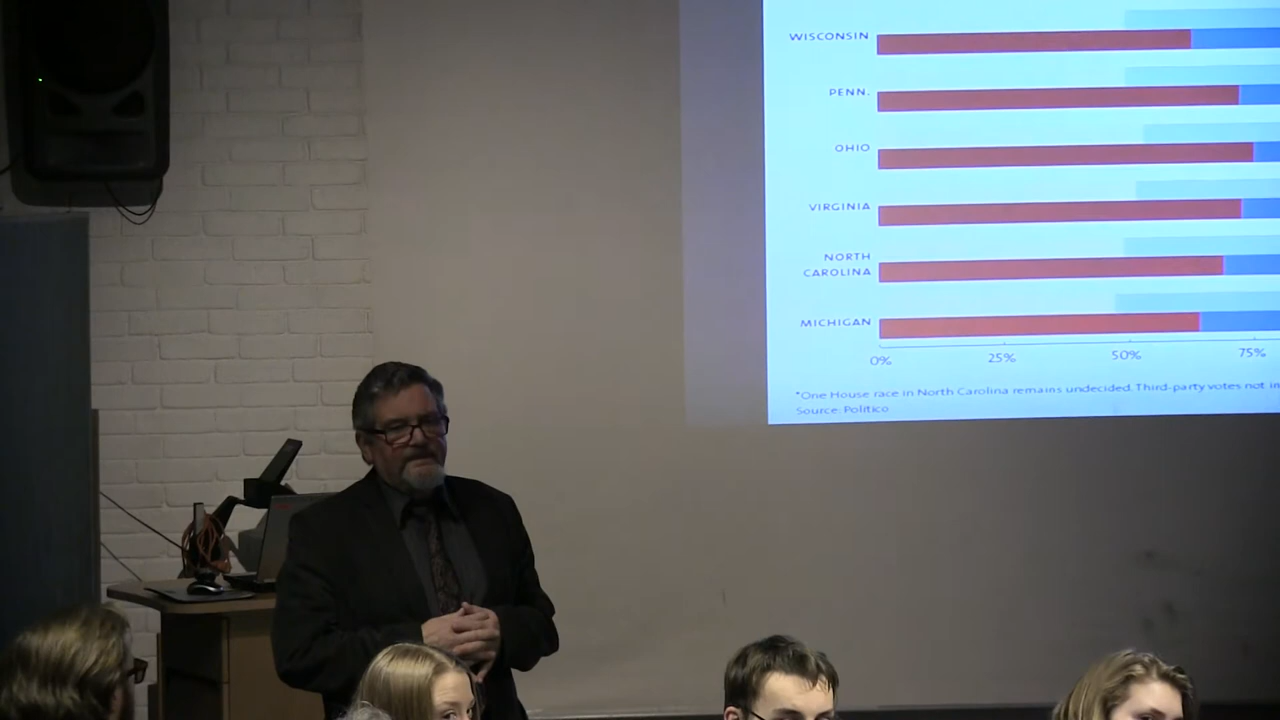 WISCONSIN
PENN.
OHIO
VIRGINIA
NORTH
CAROLINA
MICHIGAN
0% 25% 50% 75%
*One House race in North Carolina remains undecided. Third-party votes not in
Source: Politico